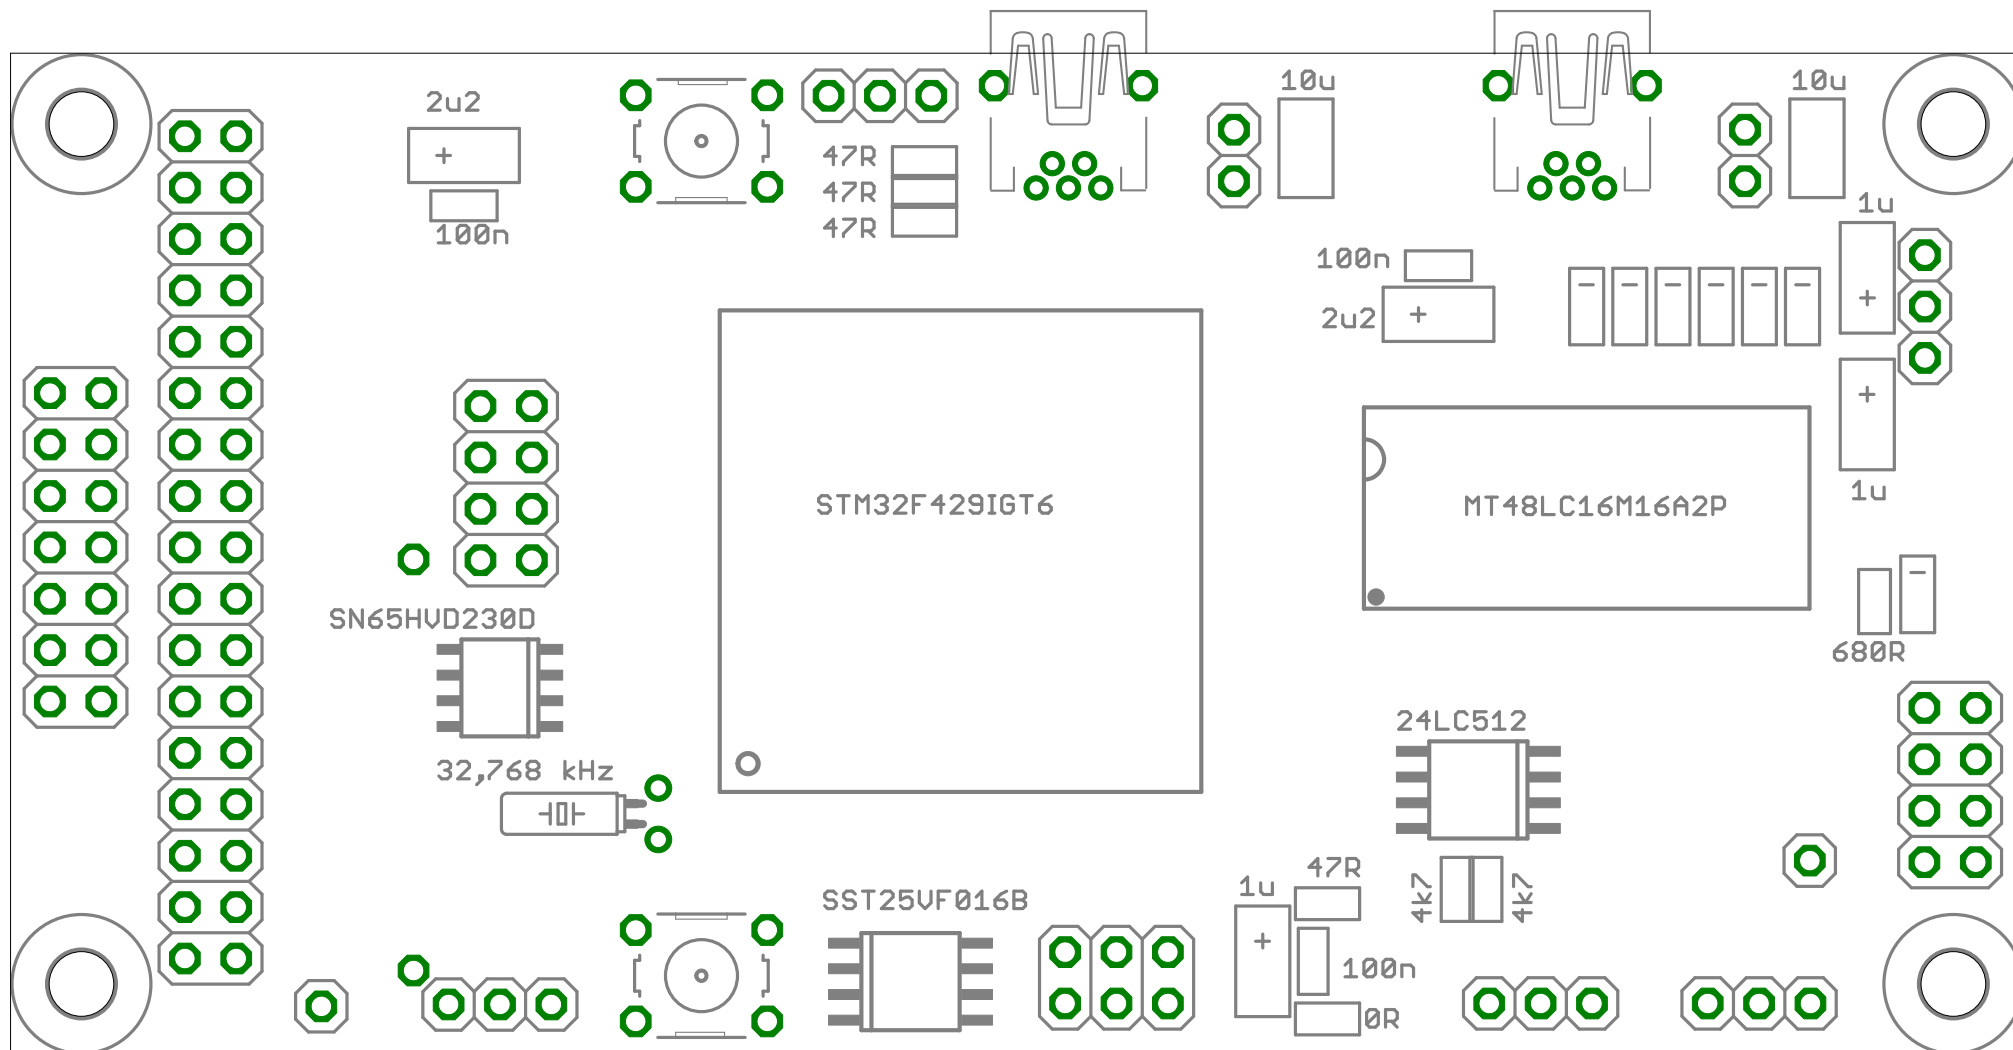 10u
10u
2u2
47R
47R
47R
100n
1u
100n
2u2
STM32F429IGT6
MT48LC16M16A2P
1u
SN65HVD230D
680R
24LC512
32,768 kHz
47R
1u
SST25VF016B
4k7
4k7
100n
0R